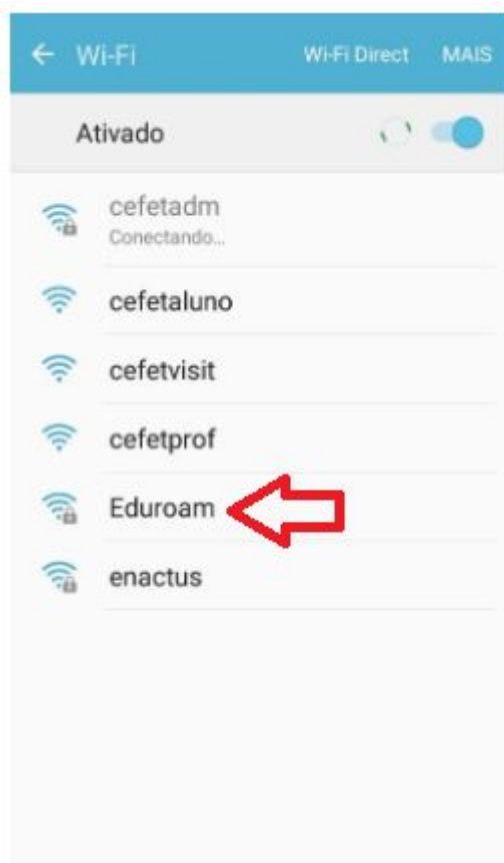 Wi-Fi Wi-Fi Direct MAIS
Ativado
cefetadm
Conectando...
cefetaluno
cefetvisit
cefetprof
Eduroam
enactus